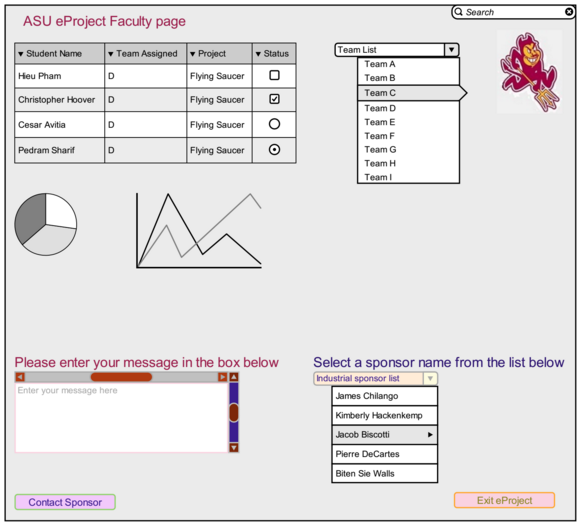 Search
ASU eProject Faculty page
Student Name Team Assigned Project Status
Hieu Pham D Flying Saucer
Christopher Hoover D Flying Saucer
Cesar Avitia D Flying Saucer
Pedram Sharif D Flying Saucer
Team List
Team A
Team B
Team C
Team D
Team E
Team F
Team G
Team H
Team I
Please enter your message in the box below
Enter your message here
Contact Sponsor
Select a sponsor name from the list below
Industrial sponsor list
James Chilango
Kimberly Hackenkemp
Jacob Biscotti
Pierre DeCartes
Biten Sie Walls
Exit eProject